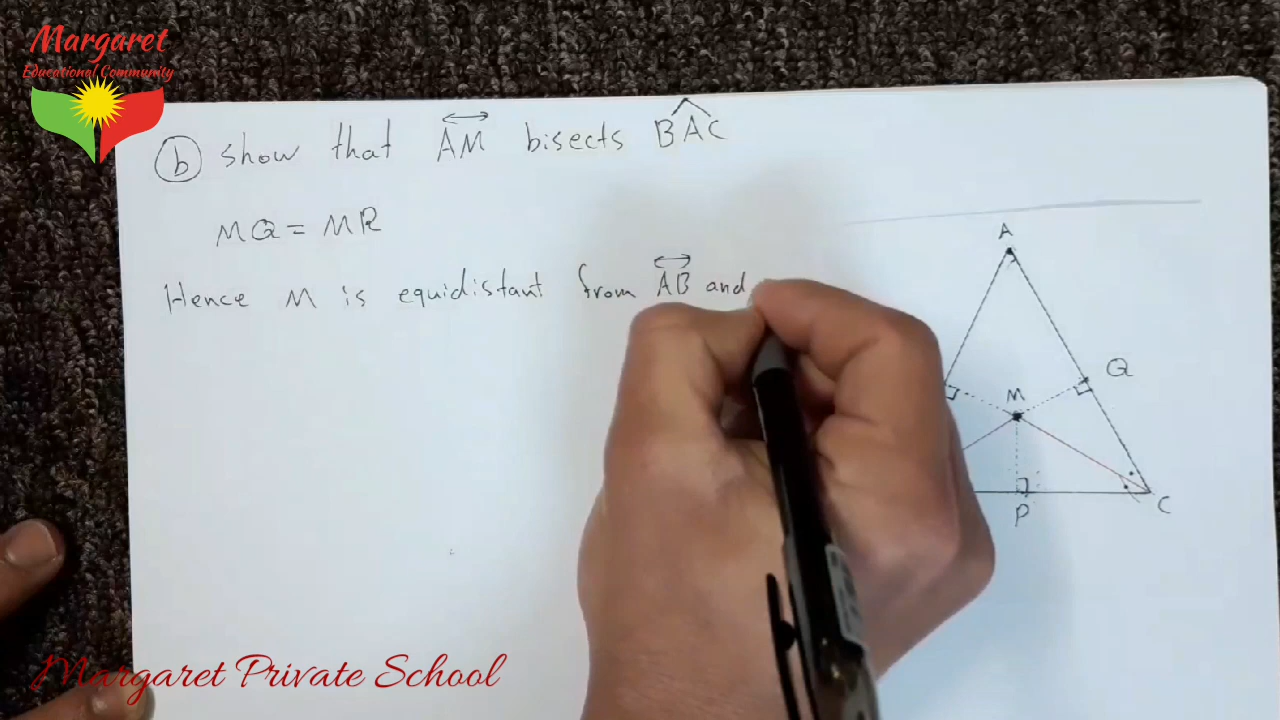 Margaret
Educational Community
b show that AM bisects BAC
MQ = MR
Hence M is equidistant from AB and
A
Q
M
P
C
Margaret Private School